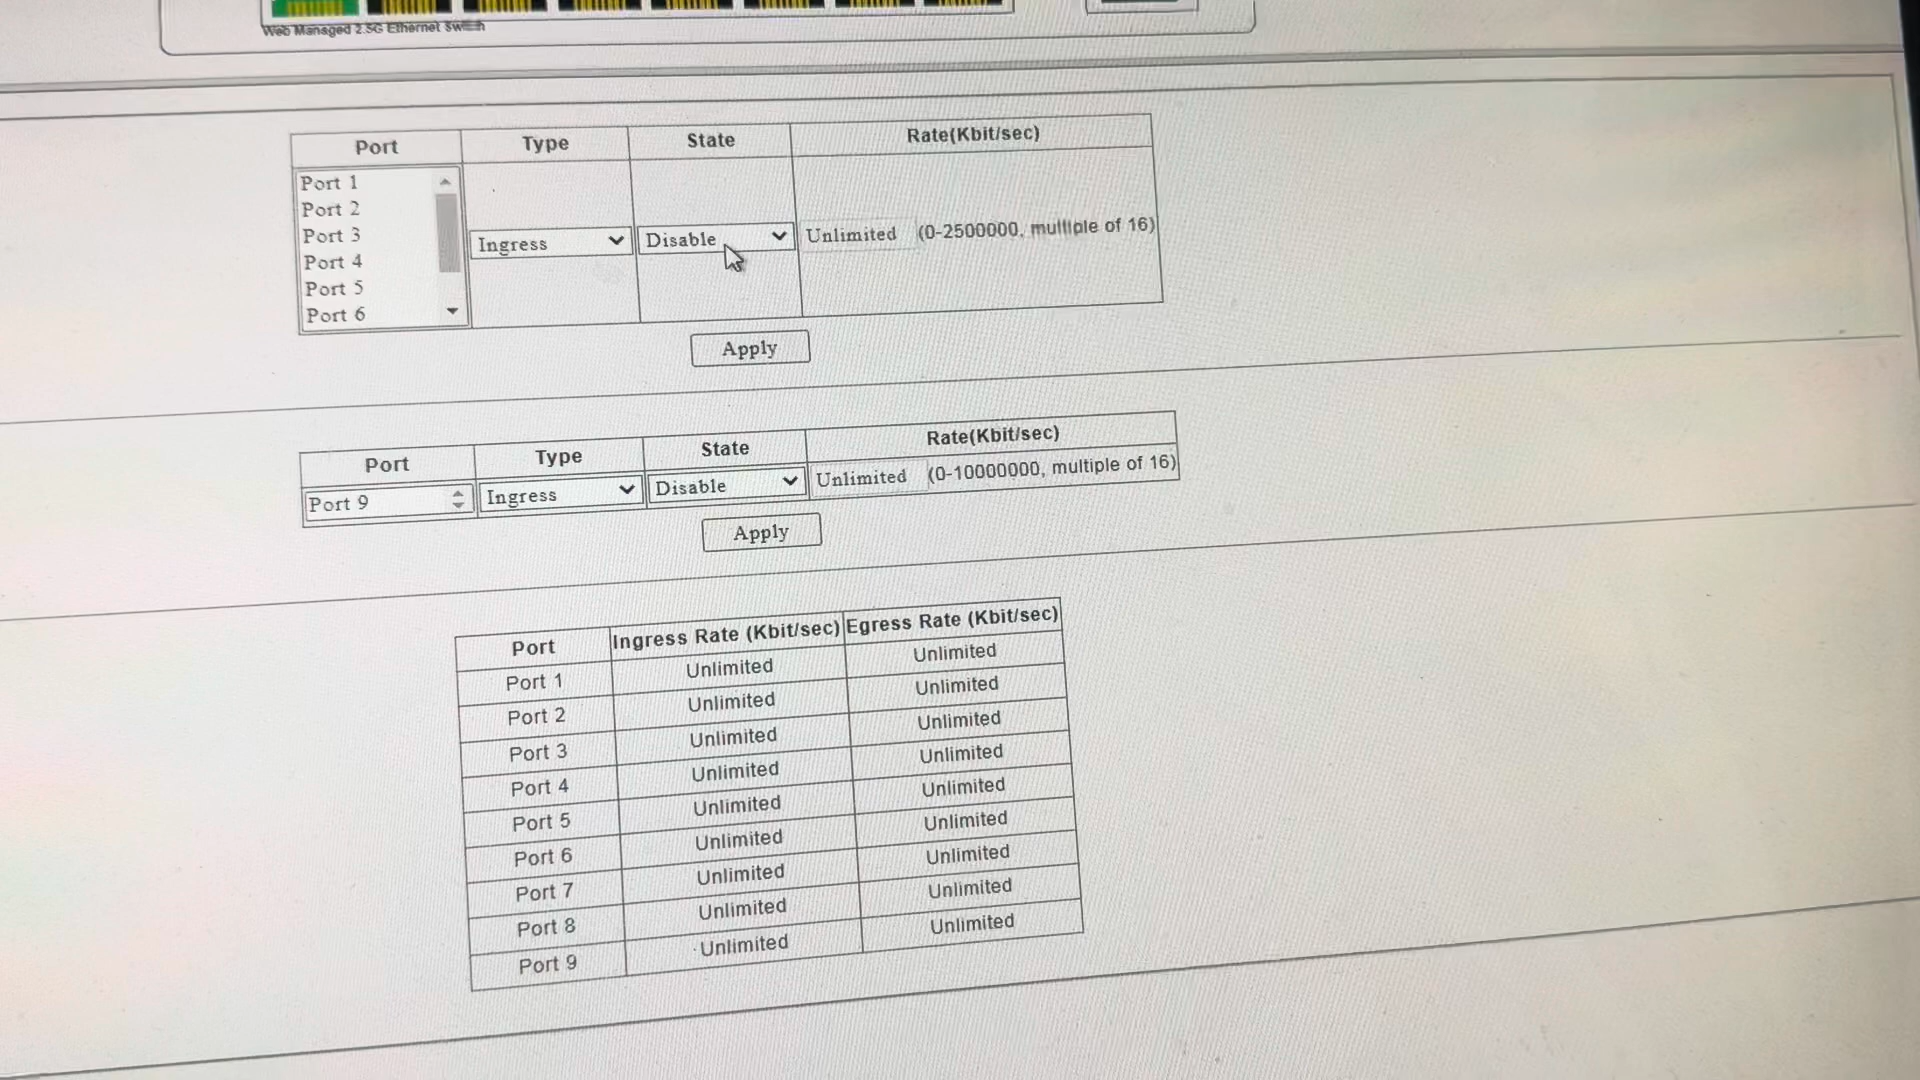 Web Managed 2.5G Ethernet Switch
Port Type State Rate(Kbit/sec)
Port 1
Port 2
Port 3
Port 4
Port 5
Port 6
Ingress Disable Unlimited (0-2500000, multiple of 16)
Apply
Port Type State Rate(Kbit/sec)
Port 9 Ingress Disable Unlimited (0-10000000, multiple of 16)
Apply
Port Ingress Rate (Kbit/sec) Egress Rate (Kbit/sec)
Port 1 Unlimited Unlimited
Port 2 Unlimited Unlimited
Port 3 Unlimited Unlimited
Port 4 Unlimited Unlimited
Port 5 Unlimited Unlimited
Port 6 Unlimited Unlimited
Port 7 Unlimited Unlimited
Port 8 Unlimited Unlimited
Port 9 Unlimited Unlimited